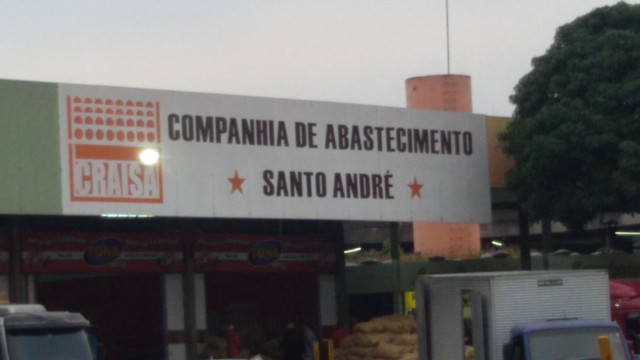 COMPANHIA DE ABASTECIMENTO
CRAISA
SANTO ANDRÉ